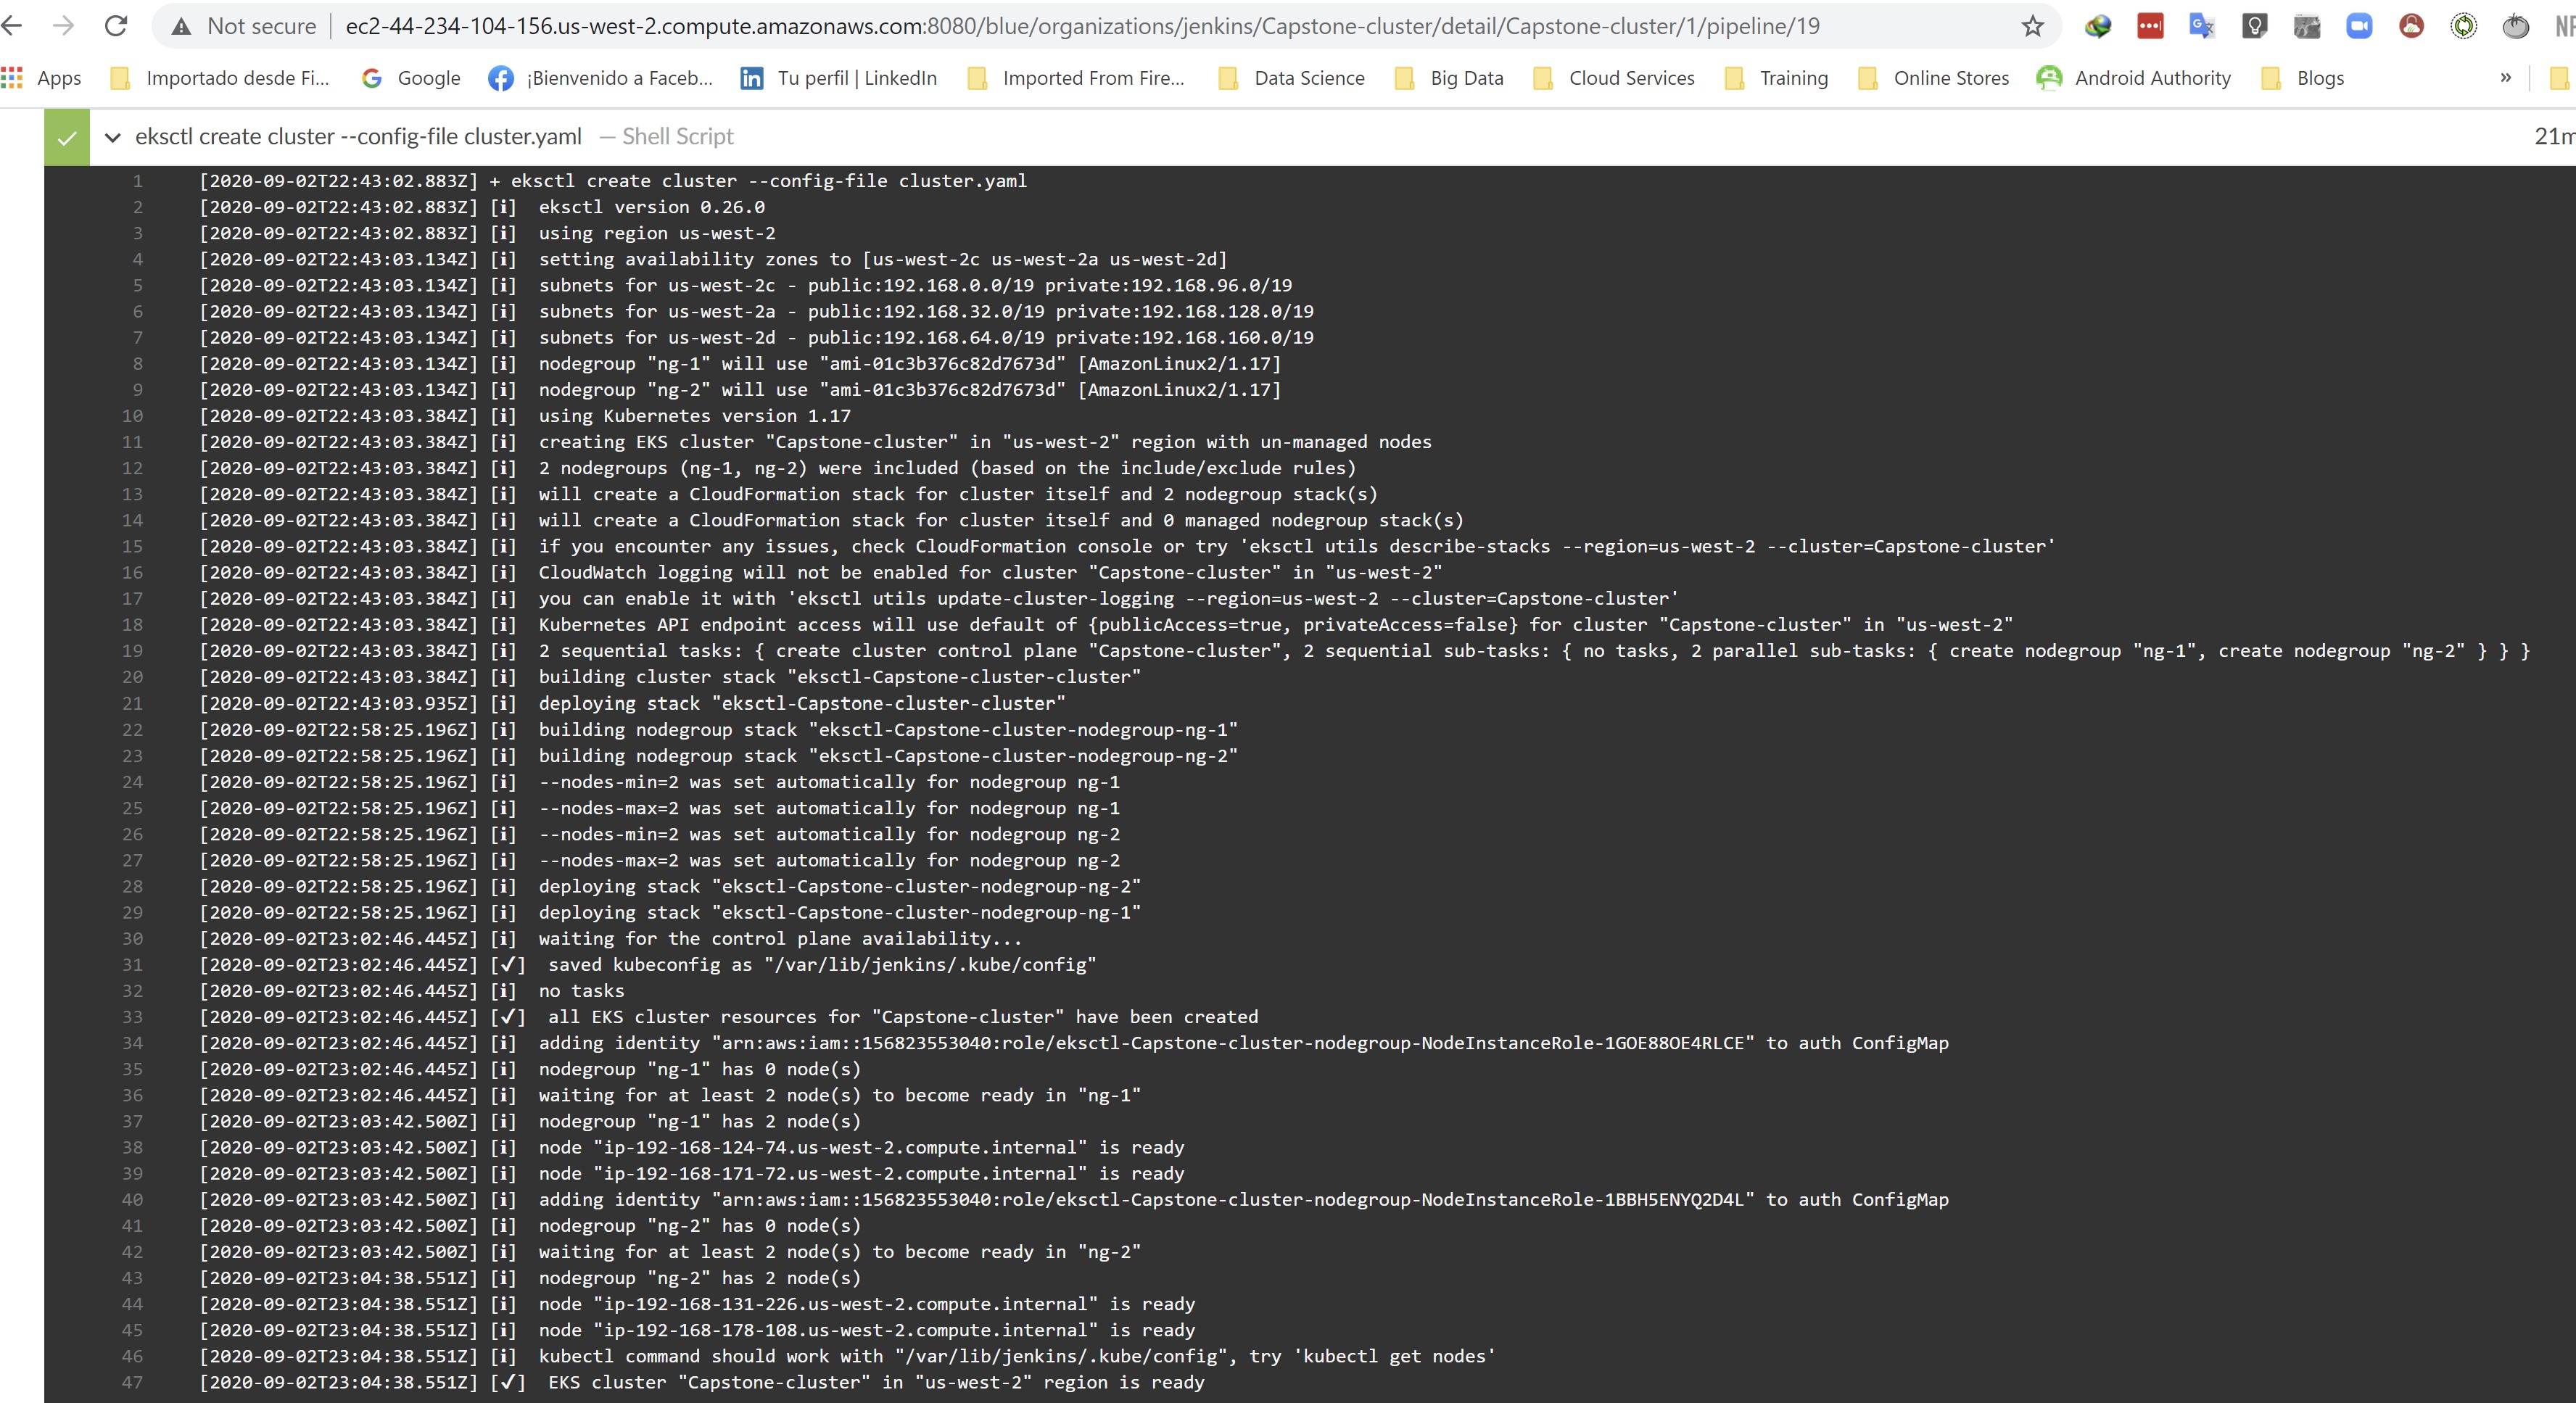 Not secure | ec2-44-234-104-156.us-west-2.compute.amazonaws.com:8080/blue/organizations/jenkins/Capstone-cluster/detail/Capstone-cluster/1/pipeline/19
Apps Importado desde Fi... Google ¡Bienvenido a Faceb... Tu perfil | LinkedIn Imported From Fire... Data Science Big Data Cloud Services Training Online Stores Android Authority Blogs »
eksctl create cluster --config-file cluster.yaml — Shell Script 21m
1 [2020-09-02T22:43:02.883Z] + eksctl create cluster --config-file cluster.yaml
2 [2020-09-02T22:43:02.883Z] [ℹ] eksctl version 0.26.0
3 [2020-09-02T22:43:02.883Z] [ℹ] using region us-west-2
4 [2020-09-02T22:43:03.134Z] [ℹ] setting availability zones to [us-west-2c us-west-2a us-west-2d]
5 [2020-09-02T22:43:03.134Z] [ℹ] subnets for us-west-2c - public:192.168.0.0/19 private:192.168.96.0/19
6 [2020-09-02T22:43:03.134Z] [ℹ] subnets for us-west-2a - public:192.168.32.0/19 private:192.168.128.0/19
7 [2020-09-02T22:43:03.134Z] [ℹ] subnets for us-west-2d - public:192.168.64.0/19 private:192.168.160.0/19
8 [2020-09-02T22:43:03.134Z] [ℹ] nodegroup "ng-1" will use "ami-01c3b376c82d7673d" [AmazonLinux2/1.17]
9 [2020-09-02T22:43:03.134Z] [ℹ] nodegroup "ng-2" will use "ami-01c3b376c82d7673d" [AmazonLinux2/1.17]
10 [2020-09-02T22:43:03.384Z] [ℹ] using Kubernetes version 1.17
11 [2020-09-02T22:43:03.384Z] [ℹ] creating EKS cluster "Capstone-cluster" in "us-west-2" region with un-managed nodes
12 [2020-09-02T22:43:03.384Z] [ℹ] 2 nodegroups (ng-1, ng-2) were included (based on the include/exclude rules)
13 [2020-09-02T22:43:03.384Z] [ℹ] will create a CloudFormation stack for cluster itself and 2 nodegroup stack(s)
14 [2020-09-02T22:43:03.384Z] [ℹ] will create a CloudFormation stack for cluster itself and 0 managed nodegroup stack(s)
15 [2020-09-02T22:43:03.384Z] [ℹ] if you encounter any issues, check CloudFormation console or try 'eksctl utils describe-stacks --region=us-west-2 --cluster=Capstone-cluster'
16 [2020-09-02T22:43:03.384Z] [ℹ] CloudWatch logging will not be enabled for cluster "Capstone-cluster" in "us-west-2"
17 [2020-09-02T22:43:03.384Z] [ℹ] you can enable it with 'eksctl utils update-cluster-logging --region=us-west-2 --cluster=Capstone-cluster'
18 [2020-09-02T22:43:03.384Z] [ℹ] Kubernetes API endpoint access will use default of {publicAccess=true, privateAccess=false} for cluster "Capstone-cluster" in "us-west-2"
19 [2020-09-02T22:43:03.384Z] [ℹ] 2 sequential tasks: { create cluster control plane "Capstone-cluster", 2 sequential sub-tasks: { no tasks, 2 parallel sub-tasks: { create nodegroup "ng-1", create nodegroup "ng-2" } } }
20 [2020-09-02T22:43:03.384Z] [ℹ] building cluster stack "eksctl-Capstone-cluster-cluster"
21 [2020-09-02T22:43:03.935Z] [ℹ] deploying stack "eksctl-Capstone-cluster-cluster"
22 [2020-09-02T22:58:25.196Z] [ℹ] building nodegroup stack "eksctl-Capstone-cluster-nodegroup-ng-1"
23 [2020-09-02T22:58:25.196Z] [ℹ] building nodegroup stack "eksctl-Capstone-cluster-nodegroup-ng-2"
24 [2020-09-02T22:58:25.196Z] [ℹ] --nodes-min=2 was set automatically for nodegroup ng-1
25 [2020-09-02T22:58:25.196Z] [ℹ] --nodes-max=2 was set automatically for nodegroup ng-1
26 [2020-09-02T22:58:25.196Z] [ℹ] --nodes-min=2 was set automatically for nodegroup ng-2
27 [2020-09-02T22:58:25.196Z] [ℹ] --nodes-max=2 was set automatically for nodegroup ng-2
28 [2020-09-02T22:58:25.196Z] [ℹ] deploying stack "eksctl-Capstone-cluster-nodegroup-ng-2"
29 [2020-09-02T22:58:25.196Z] [ℹ] deploying stack "eksctl-Capstone-cluster-nodegroup-ng-1"
30 [2020-09-02T23:02:46.445Z] [ℹ] waiting for the control plane availability...
31 [2020-09-02T23:02:46.445Z] [✓] saved kubeconfig as "/var/lib/jenkins/.kube/config"
32 [2020-09-02T23:02:46.445Z] [ℹ] no tasks
33 [2020-09-02T23:02:46.445Z] [✓] all EKS cluster resources for "Capstone-cluster" have been created
34 [2020-09-02T23:02:46.445Z] [ℹ] adding identity "arn:aws:iam::156823553040:role/eksctl-Capstone-cluster-nodegroup-NodeInstanceRole-1GOE88OE4RLCE" to auth ConfigMap
35 [2020-09-02T23:02:46.445Z] [ℹ] nodegroup "ng-1" has 0 node(s)
36 [2020-09-02T23:02:46.445Z] [ℹ] waiting for at least 2 node(s) to become ready in "ng-1"
37 [2020-09-02T23:03:42.500Z] [ℹ] nodegroup "ng-1" has 2 node(s)
38 [2020-09-02T23:03:42.500Z] [ℹ] node "ip-192-168-124-74.us-west-2.compute.internal" is ready
39 [2020-09-02T23:03:42.500Z] [ℹ] node "ip-192-168-171-72.us-west-2.compute.internal" is ready
40 [2020-09-02T23:03:42.500Z] [ℹ] adding identity "arn:aws:iam::156823553040:role/eksctl-Capstone-cluster-nodegroup-NodeInstanceRole-1BBH5ENYQ2D4L" to auth ConfigMap
41 [2020-09-02T23:03:42.500Z] [ℹ] nodegroup "ng-2" has 0 node(s)
42 [2020-09-02T23:03:42.500Z] [ℹ] waiting for at least 2 node(s) to become ready in "ng-2"
43 [2020-09-02T23:04:38.551Z] [ℹ] nodegroup "ng-2" has 2 node(s)
44 [2020-09-02T23:04:38.551Z] [ℹ] node "ip-192-168-131-226.us-west-2.compute.internal" is ready
45 [2020-09-02T23:04:38.551Z] [ℹ] node "ip-192-168-178-108.us-west-2.compute.internal" is ready
46 [2020-09-02T23:04:38.551Z] [ℹ] kubectl command should work with "/var/lib/jenkins/.kube/config", try 'kubectl get nodes'
47 [2020-09-02T23:04:38.551Z] [✓] EKS cluster "Capstone-cluster" in "us-west-2" region is ready